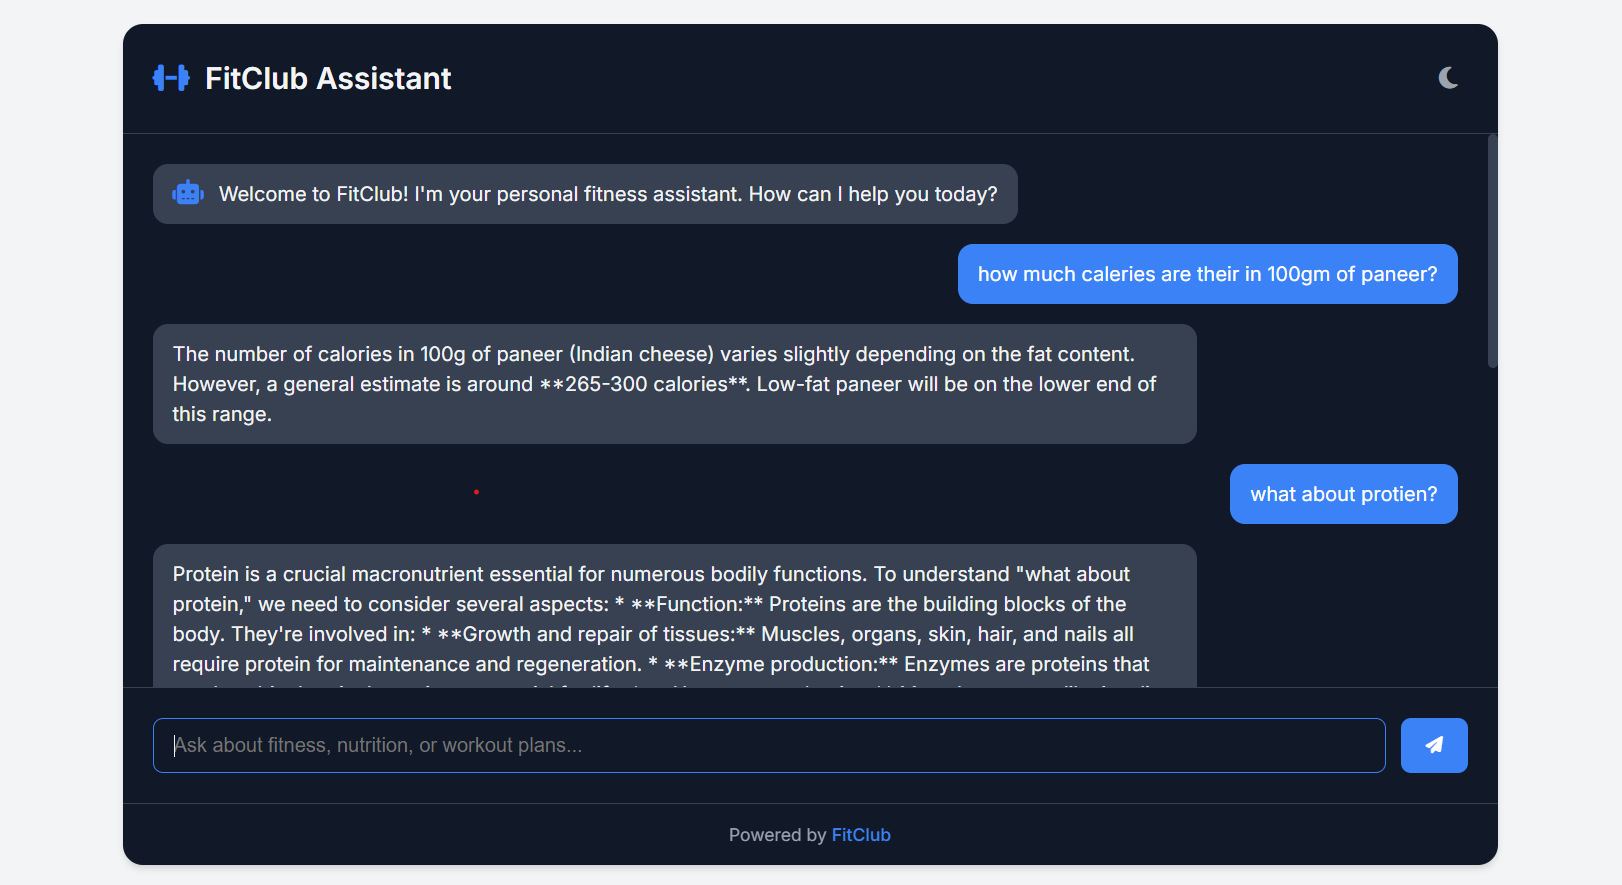 FitClub Assistant
Welcome to FitClub! I'm your personal fitness assistant. How can I help you today?
how much caleries are their in 100gm of paneer?
The number of calories in 100g of paneer (Indian cheese) varies slightly depending on the fat content.
However, a general estimate is around **265-300 calories**. Low-fat paneer will be on the lower end of
this range.
what about protien?
Protein is a crucial macronutrient essential for numerous bodily functions. To understand "what about
protein," we need to consider several aspects: * **Function:** Proteins are the building blocks of the
body. They're involved in: * **Growth and repair of tissues:** Muscles, organs, skin, hair, and nails all
require protein for maintenance and regeneration. * **Enzyme production:** Enzymes are proteins that
Ask about fitness, nutrition, or workout plans...
Powered by FitClub